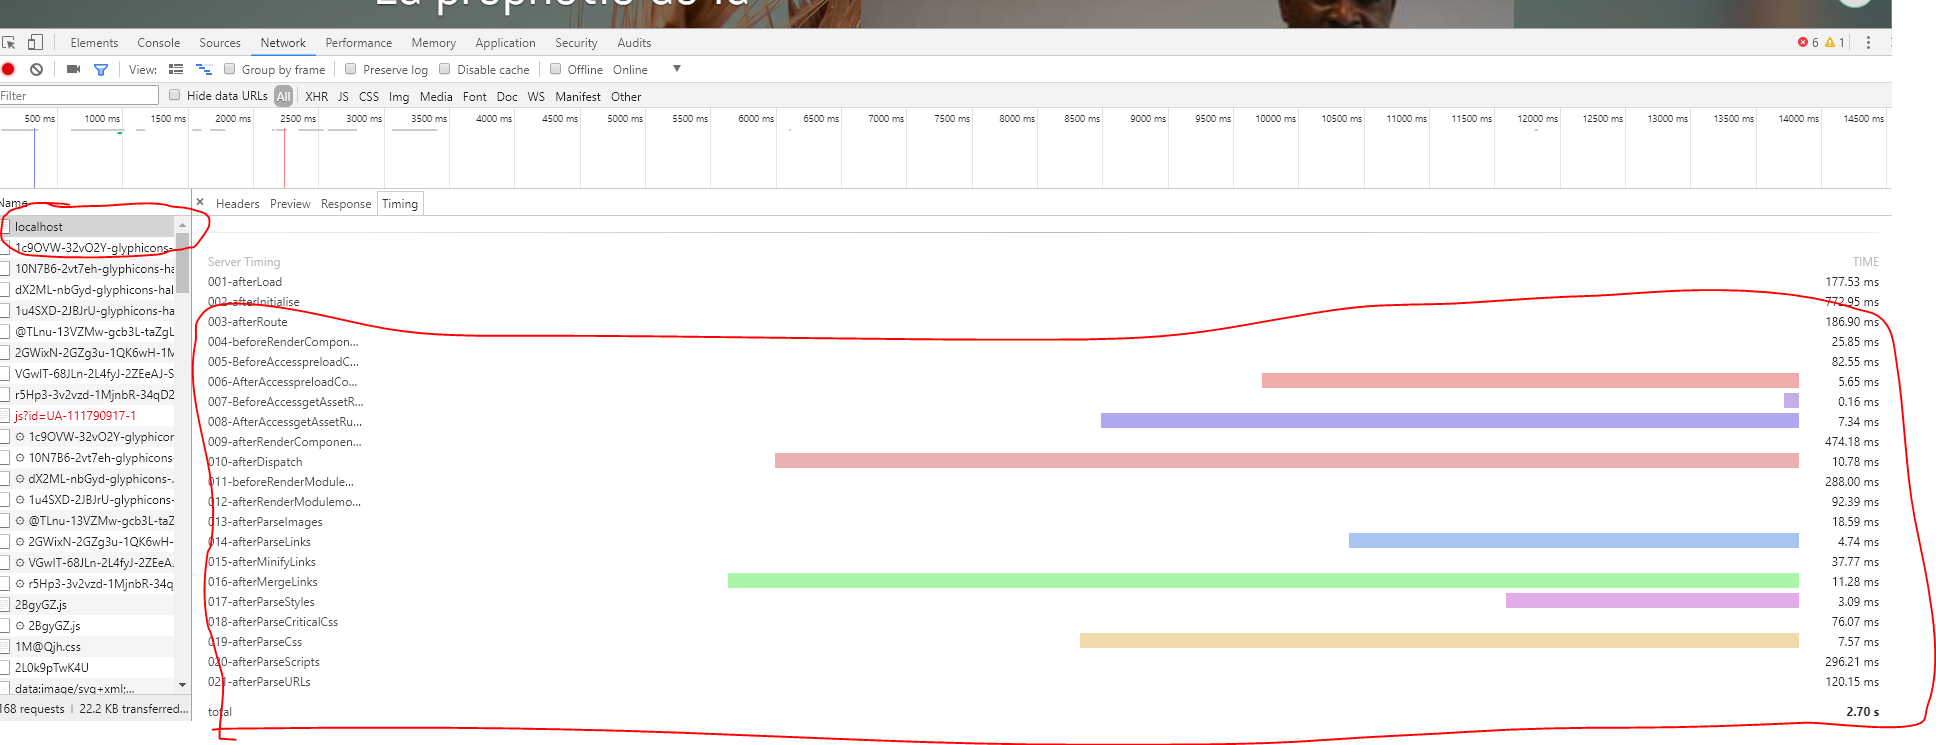 La prophétie de la
Elements Console Sources Network Performance Memory Application Security Audits 6 1
View: Group by frame Preserve log Disable cache Offline Online
Filter Hide data URLs All XHR JS CSS Img Media Font Doc WS Manifest Other
500 ms 1000 ms 1500 ms 2000 ms 2500 ms 3000 ms 3500 ms 4000 ms 4500 ms 5000 ms 5500 ms 6000 ms 6500 ms 7000 ms 7500 ms 8000 ms 8500 ms 9000 ms 9500 ms 10000 ms 10500 ms 11000 ms 11500 ms 12000 ms 12500 ms 13000 ms 13500 ms 14000 ms 14500 ms
Name × Headers Preview Response Timing
localhost
1c9OVW-32vO2Y-glyphicons-
10N7B6-2vt7eh-glyphicons-ha
dX2ML-nbGyd-glyphicons-hal
1u4SXD-2JBJrU-glyphicons-ha
@TLnu-13VZMw-gcb3L-taZgL
2GWixN-2GZg3u-1QK6wH-1M
VGwIT-68JLn-2L4fyJ-2ZEeAJ-S
r5Hp3-3v2vzd-1MjnbR-34qD2
js?id=UA-111790917-1
1c9OVW-32vO2Y-glyphicor
10N7B6-2vt7eh-glyphicons-
dX2ML-nbGyd-glyphicons-.
1u4SXD-2JBJrU-glyphicons-
@TLnu-13VZMw-gcb3L-taZ
2GWixN-2GZg3u-1QK6wH-
VGwIT-68JLn-2L4fyJ-2ZEeA.
r5Hp3-3v2vzd-1MjnbR-34q
2BgyGZ.js
2BgyGZ.js
1M@Qjh.css
2L0k9pTwK4U
data:image/svg+xml;...
168 requests | 22.2 KB transferred...
Server Timing TIME
001-afterLoad 177.53 ms
002-afterInitialise 772.95 ms
003-afterRoute 186.90 ms
004-beforeRenderCompon... 25.85 ms
005-BeforeAccesspreloadC... 82.55 ms
006-AfterAccesspreloadCo... 5.65 ms
007-BeforeAccessgetAssetR... 0.16 ms
008-AfterAccessgetAssetRu... 7.34 ms
009-afterRenderComponen... 474.18 ms
010-afterDispatch 10.78 ms
011-beforeRenderModule... 288.00 ms
012-afterRenderModulemo... 92.39 ms
013-afterParseImages 18.59 ms
014-afterParseLinks 4.74 ms
015-afterMinifyLinks 37.77 ms
016-afterMergeLinks 11.28 ms
017-afterParseStyles 3.09 ms
018-afterParseCriticalCss 76.07 ms
019-afterParseCss 7.57 ms
020-afterParseScripts 296.21 ms
021-afterParseURLs 120.15 ms
total 2.70 s